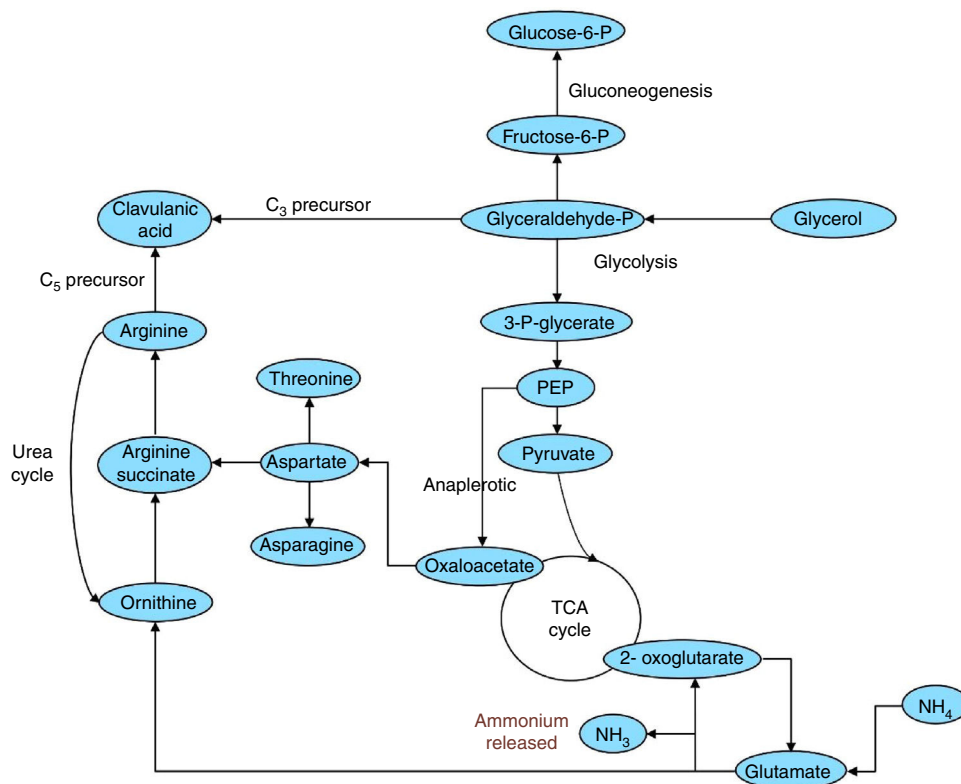 Glucose-6-P
Gluconeogenesis
Fructose-6-P
Clavulanic
acid
C₃ precursor
Glyceraldehyde-P
Glycerol
Glycolysis
C₅ precursor
Arginine
3-P-glycerate
Threonine
PEP
Urea
cycle
Arginine
succinate
Aspartate
Pyruvate
Anaplerotic
Asparagine
Oxaloacetate
Ornithine
TCA
cycle
2- oxoglutarate
NH₄
Ammonium
released
NH₃
Glutamate